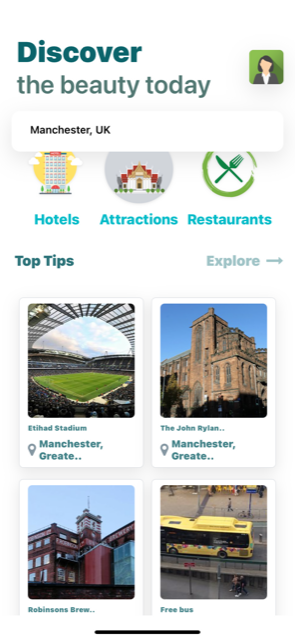 Discover
the beauty today
Manchester, UK
Hotels Attractions Restaurants
Top Tips Explore →
Etihad Stadium
Manchester,
Greate..
The John Rylan..
Manchester,
Greate..
Robinsons Brew..
Free bus